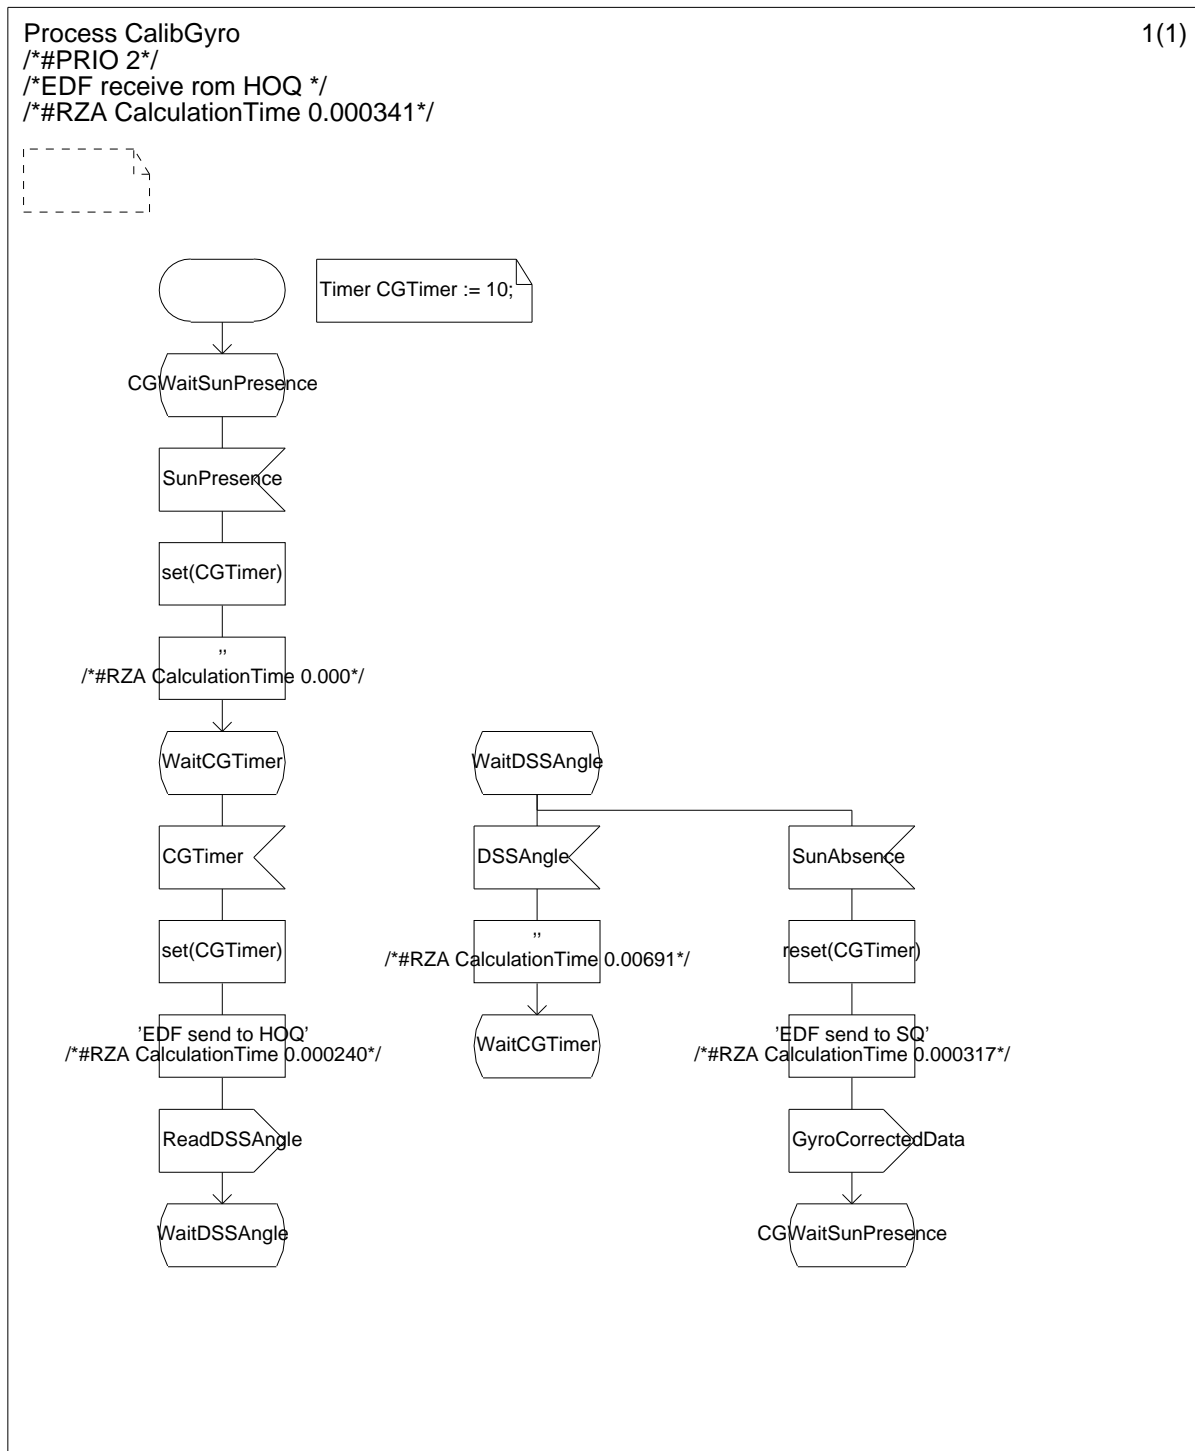 Process CalibGyro
1(1)
/*#PRIO 2*/
/*EDF receive rom HOQ */
/*#RZA CalculationTime 0.000341*/
Timer CGTimer := 10;
CGWaitSunPresence
SunPresence
set(CGTimer)
''
/*#RZA CalculationTime 0.000*/
WaitCGTimer
CGTimer
set(CGTimer)
'EDF send to HOQ'
/*#RZA CalculationTime 0.000240*/
ReadDSSAngle
WaitDSSAngle
WaitDSSAngle
DSSAngle
''
/*#RZA CalculationTime 0.00691*/
WaitCGTimer
SunAbsence
reset(CGTimer)
'EDF send to SQ'
/*#RZA CalculationTime 0.000317*/
GyroCorrectedData
CGWaitSunPresence